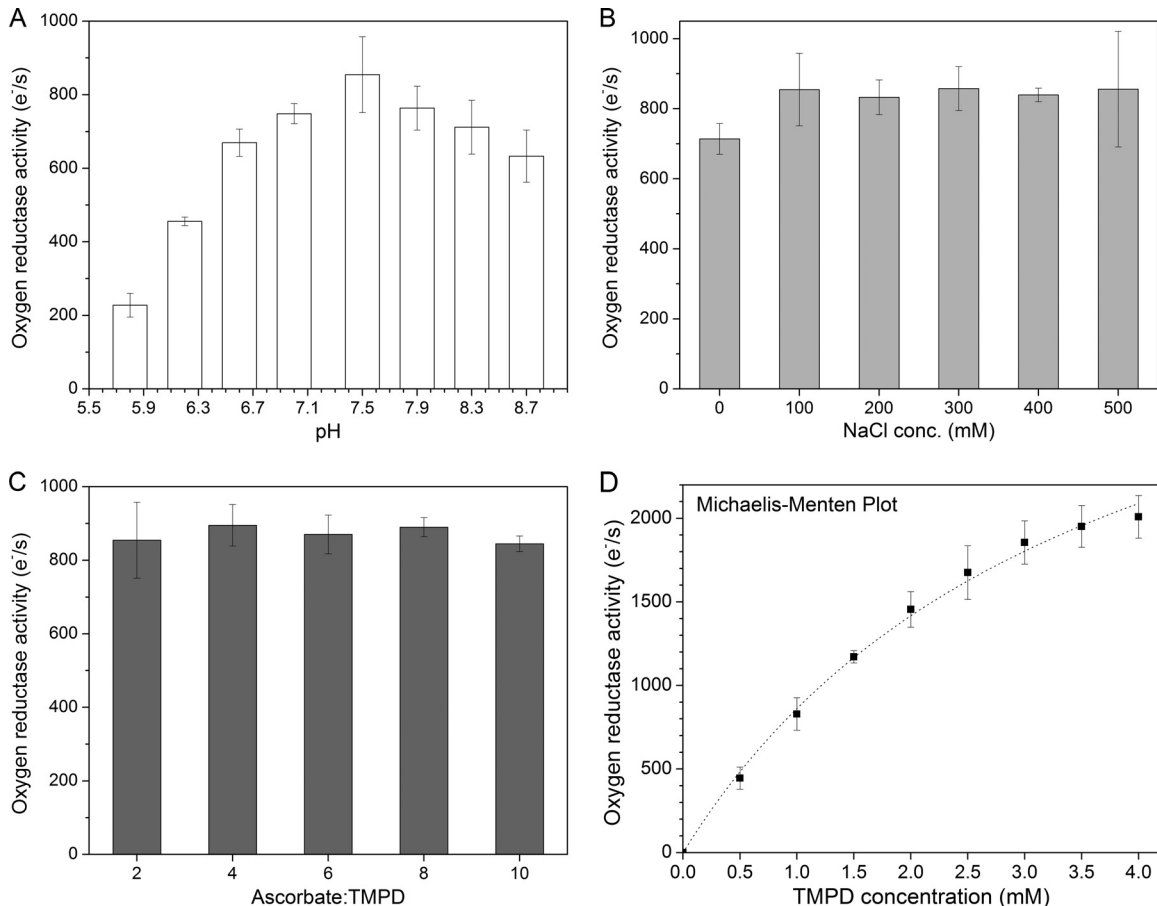 A
Oxygen reductase activity (e⁻/s)
1000
800
600
400
200
0
5.5 5.9 6.3 6.7 7.1 7.5 7.9 8.3 8.7
pH
B
Oxygen reductase activity (e⁻/s)
1000
800
600
400
200
0
0 100 200 300 400 500
NaCl conc. (mM)
C
Oxygen reductase activity (e⁻/s)
1000
800
600
400
200
0
2 4 6 8 10
Ascorbate:TMPD
D
Michaelis-Menten Plot
Oxygen reductase activity (e⁻/s)
2000
1500
1000
500
0
0.0 0.5 1.0 1.5 2.0 2.5 3.0 3.5 4.0
TMPD concentration (mM)